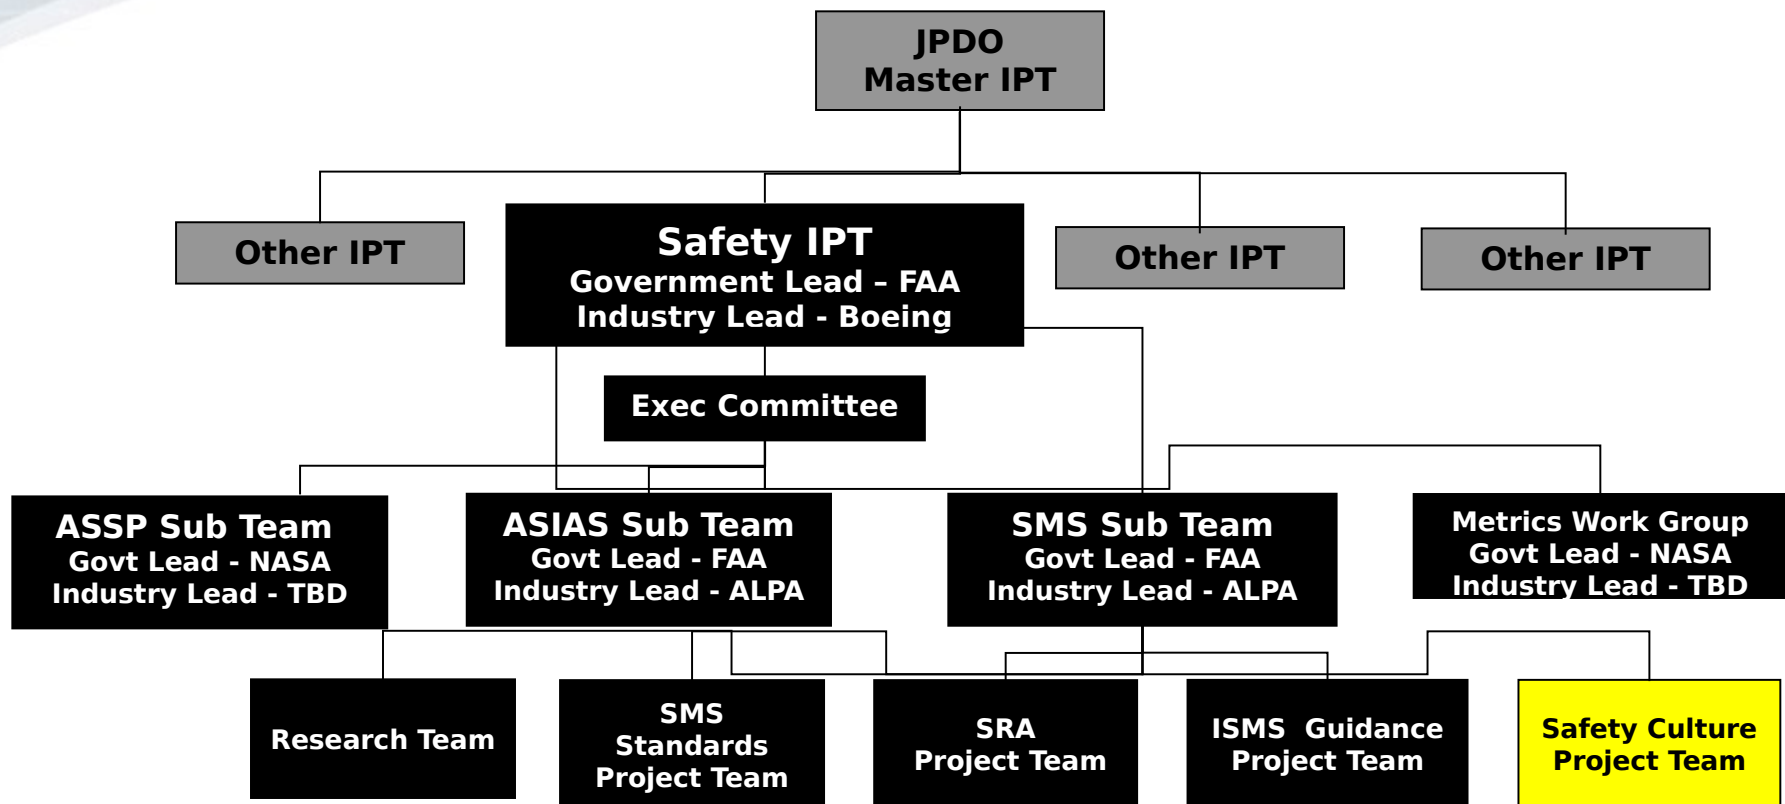 JPDO
Master IPT
Other IPT
Safety IPT
Government Lead – FAA
Industry Lead - Boeing
Other IPT
Other IPT
Exec Committee
ASSP Sub Team
Govt Lead - NASA
Industry Lead - TBD
ASIAS Sub Team
Govt Lead - FAA
Industry Lead - ALPA
SMS Sub Team
Govt Lead - FAA
Industry Lead - ALPA
Metrics Work Group
Govt Lead - NASA
Industry Lead - TBD
Research Team
SMS
Standards
Project Team
SRA
Project Team
ISMS  Guidance
Project Team
Safety Culture
Project Team